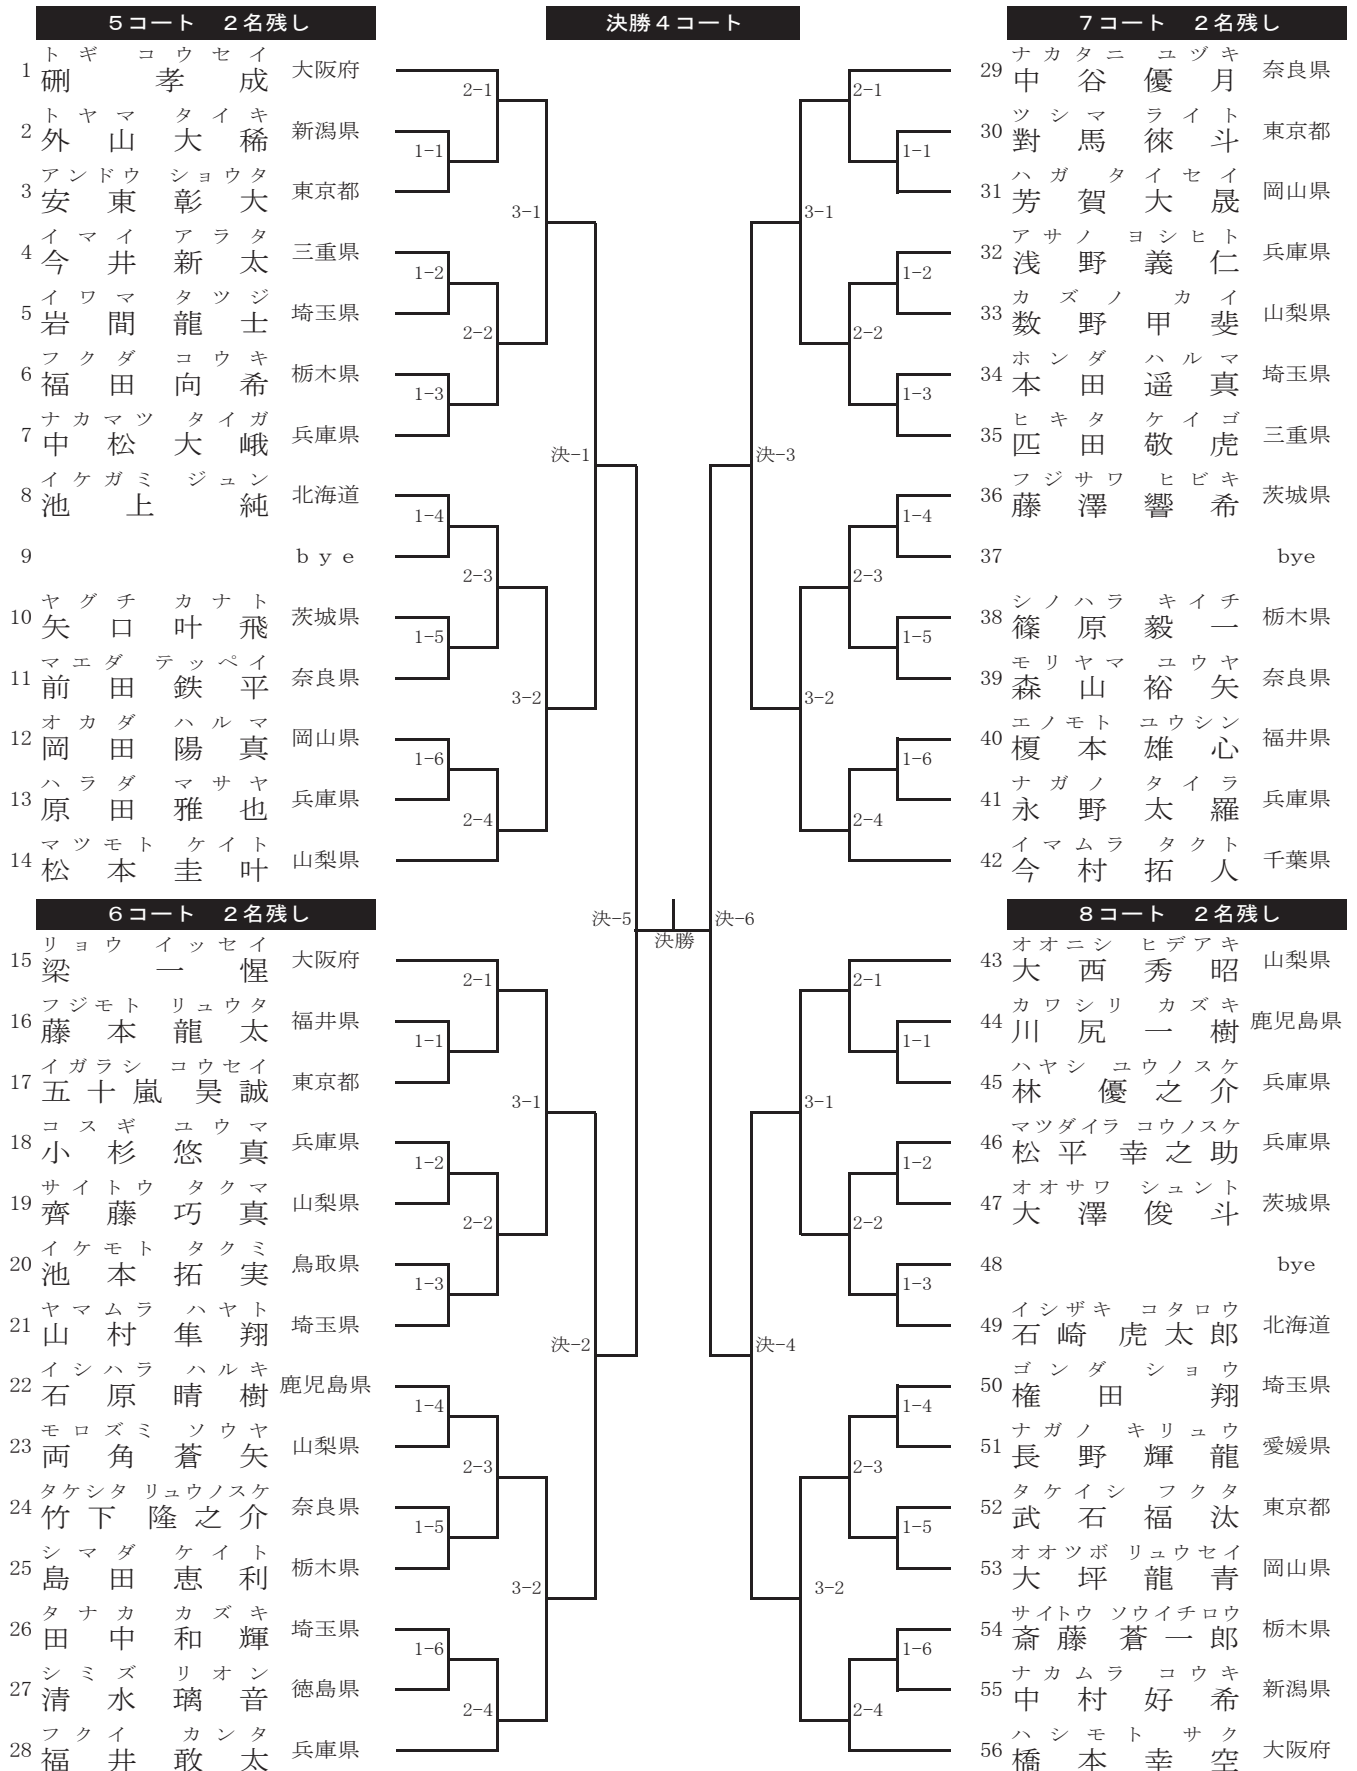 5コート　2名残し
トギ　コウセイ
1 硎　孝成 大阪府
トヤマ　タイキ
2 外山大稀 新潟県
アンドウ　ショウタ
3 安東彰大 東京都
イマイ　アラタ
4 今井新太 三重県
イワマ　タツジ
5 岩間龍士 埼玉県
フクダ　コウキ
6 福田向希 栃木県
ナカマツ　タイガ
7 中松大峨 兵庫県
イケガミ　ジュン
8 池上純 北海道
9 bye
ヤグチ　カナト
10 矢口叶飛 茨城県
マエダ　テッペイ
11 前田鉄平 奈良県
オカダ　ハルマ
12 岡田陽真 岡山県
ハラダ　マサヤ
13 原田雅也 兵庫県
マツモト　ケイト
14 松本圭叶 山梨県
2-1
1-1
3-1
1-2
2-2
1-3
決-1
1-4
2-3
1-5
3-2
1-6
2-4
6コート　2名残し
リョウ　イッセイ
15 梁一惺 大阪府
フジモト　リュウタ
16 藤本龍太 福井県
イガラシ　コウセイ
17 五十嵐昊誠 東京都
コスギ　ユウマ
18 小杉悠真 兵庫県
サイトウ　タクマ
19 齊藤巧真 山梨県
イケモト　タクミ
20 池本拓実 鳥取県
ヤマムラ　ハヤト
21 山村隼翔 埼玉県
イシハラ　ハルキ
22 石原晴樹 鹿児島県
モロズミ　ソウヤ
23 両角蒼矢 山梨県
タケシタ　リュウノスケ
24 竹下隆之介 奈良県
シマダ　ケイト
25 島田恵利 栃木県
タナカ　カズキ
26 田中和輝 埼玉県
シミズ　リオン
27 清水璃音 徳島県
フクイ　カンタ
28 福井敢太 兵庫県
2-1
1-1
3-1
1-2
2-2
1-3
決-2
1-4
2-3
1-5
3-2
1-6
2-4
決勝4コート
決-5
決勝
決-6
7コート　2名残し
ナカタニ　ユヅキ
29 中谷優月 奈良県
ツシマ　ライト
30 對馬徠斗 東京都
ハガ　タイセイ
31 芳賀大晟 岡山県
アサノ　ヨシヒト
32 浅野義仁 兵庫県
カズノ　カイ
33 数野甲斐 山梨県
ホンダ　ハルマ
34 本田遥真 埼玉県
ヒキタ　ケイゴ
35 匹田敬虎 三重県
フジサワ　ヒビキ
36 藤澤響希 茨城県
37 bye
シノハラ　キイチ
38 篠原毅一 栃木県
モリヤマ　ユウヤ
39 森山裕矢 奈良県
エノモト　ユウシン
40 榎本雄心 福井県
ナガノ　タイラ
41 永野太羅 兵庫県
イマムラ　タクト
42 今村拓人 千葉県
2-1
1-1
3-1
1-2
2-2
1-3
決-3
1-4
2-3
1-5
3-2
1-6
2-4
8コート　2名残し
オオニシ　ヒデアキ
43 大西秀昭 山梨県
カワシリ　カズキ
44 川尻一樹 鹿児島県
ハヤシ　ユウノスケ
45 林優之介 兵庫県
マツダイラ　コウノスケ
46 松平幸之助 兵庫県
オオサワ　シュント
47 大澤俊斗 茨城県
48 bye
イシザキ　コタロウ
49 石崎虎太郎 北海道
ゴンダ　ショウ
50 権田翔 埼玉県
ナガノ　キリュウ
51 長野輝龍 愛媛県
タケイシ　フクタ
52 武石福汰 東京都
オオツボ　リュウセイ
53 大坪龍青 岡山県
サイトウ　ソウイチロウ
54 斎藤蒼一郎 栃木県
ナカムラ　コウキ
55 中村好希 新潟県
ハシモト　サク
56 橋本幸空 大阪府
2-1
1-1
3-1
1-2
2-2
1-3
決-4
1-4
2-3
1-5
3-2
1-6
2-4